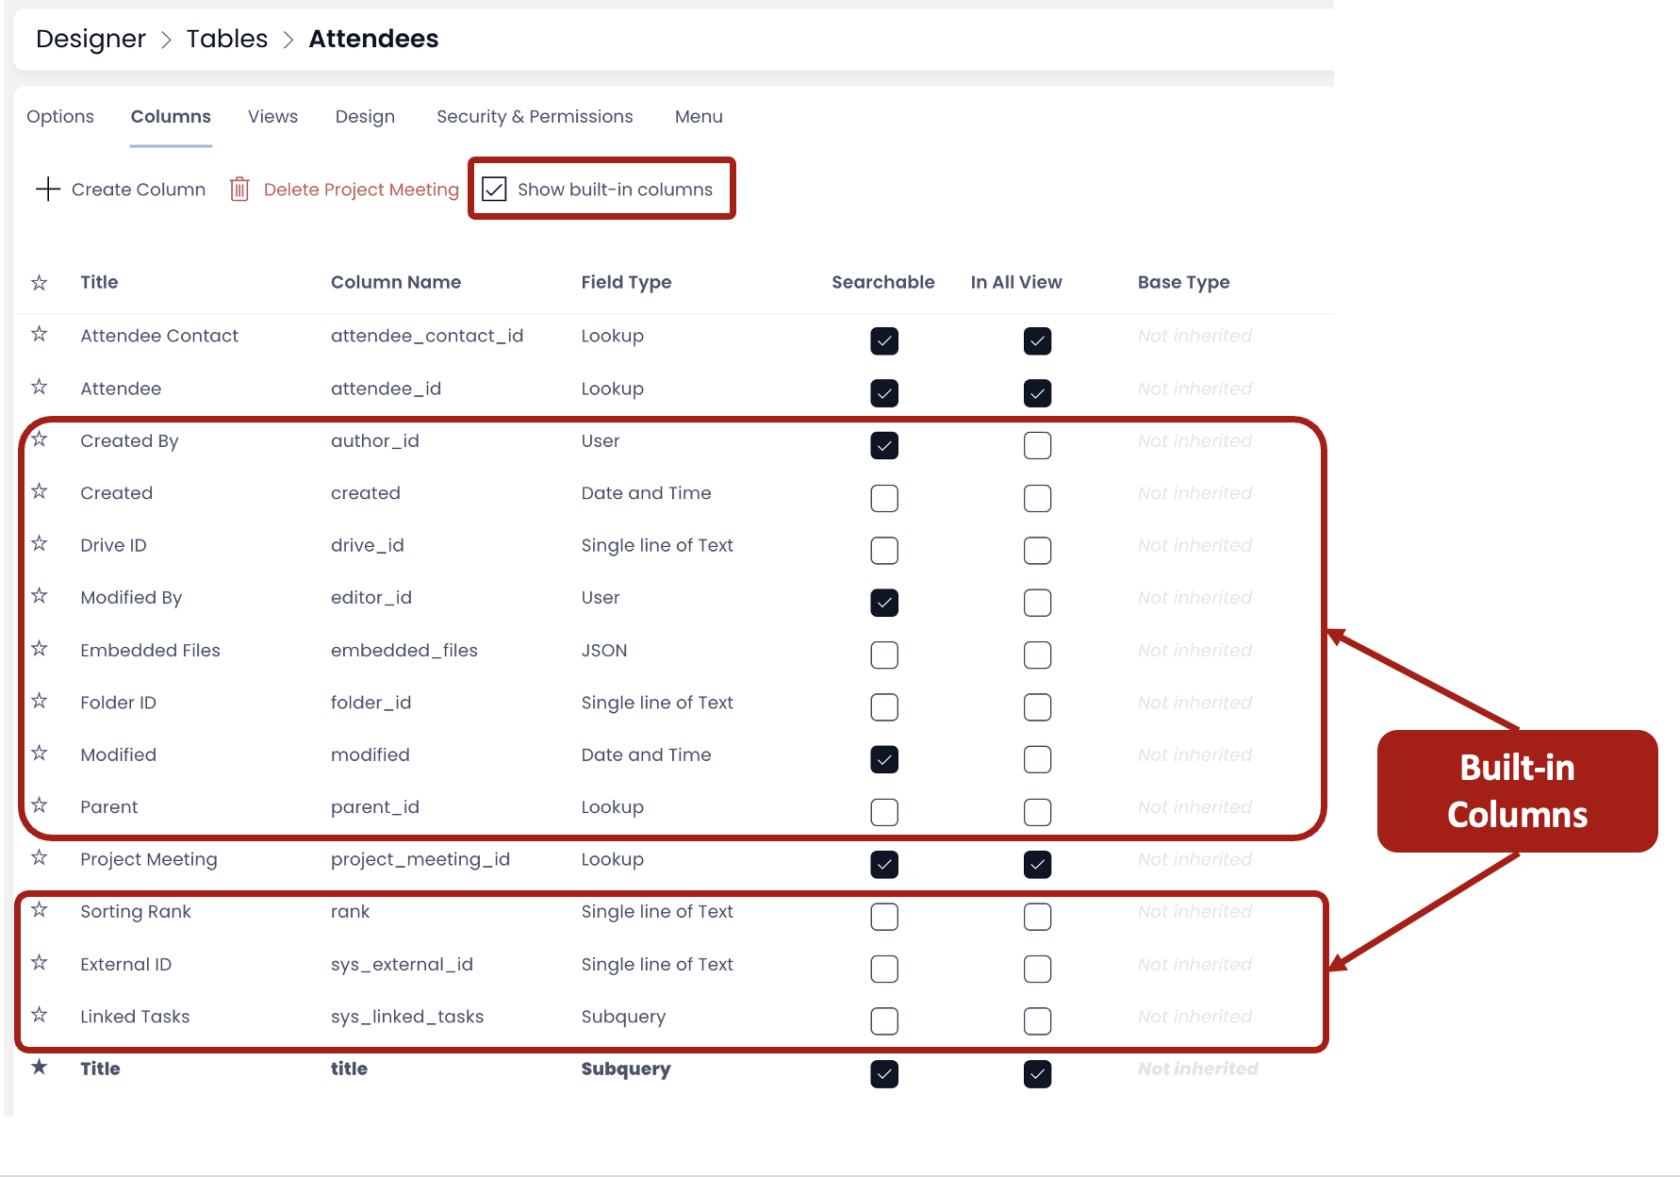 Designer > Tables > Attendees
Options Columns Views Design Security & Permissions Menu
Create Column Delete Project Meeting Show built-in columns
Title Column Name Field Type Searchable In All View Base Type
Attendee Contact attendee_contact_id Lookup Not inherited
Attendee attendee_id Lookup Not inherited
Created By author_id User Not inherited
Created created Date and Time Not inherited
Drive ID drive_id Single line of Text Not inherited
Modified By editor_id User Not inherited
Embedded Files embedded_files JSON Not inherited
Folder ID folder_id Single line of Text Not inherited
Modified modified Date and Time Not inherited
Parent parent_id Lookup Not inherited
Project Meeting project_meeting_id Lookup Not inherited
Sorting Rank rank Single line of Text Not inherited
External ID sys_external_id Single line of Text Not inherited
Linked Tasks sys_linked_tasks Subquery Not inherited
Title title Subquery Not inherited
Built-in
Columns